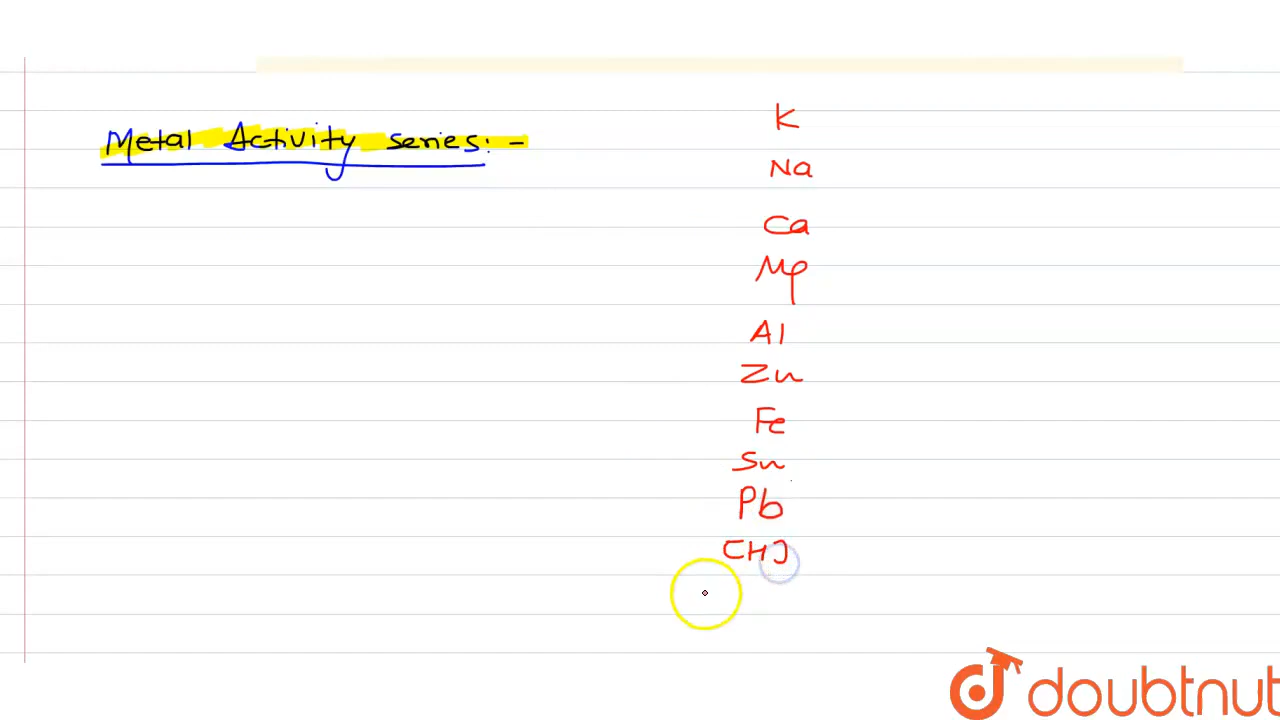 Metal Activity series:-
K
Na
Ca
Mg
Al
Zn
Fe
Sn
Pb
[H]
doubtnut